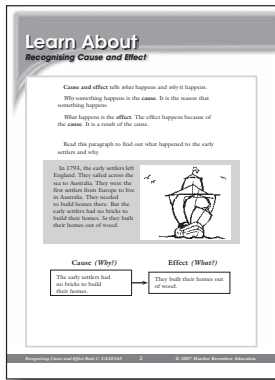 Learn About
Recognising Cause and Effect
Cause and effect tells what happens and why it happens.
Why something happens is the cause. It is the reason that
something happens.
What happens is the effect. The effect happens because of
the cause. It is a result of the cause.
Read this paragraph to find out what happened to the early
settlers and why.
In 1793, the early settlers left
England. They sailed across the
sea to Australia. They were the
first settlers from Europe to live
in Australia. They needed
to build homes there. But the
early settlers had no bricks to
build their homes. So they built
their homes out of wood.
Cause (Why?)
The early settlers had
no bricks to build
their homes.
Effect (What?)
They built their homes out
of wood.
Recognising Cause and Effect Book C CA10165
2
© 2007 Hawker Brownlow Education